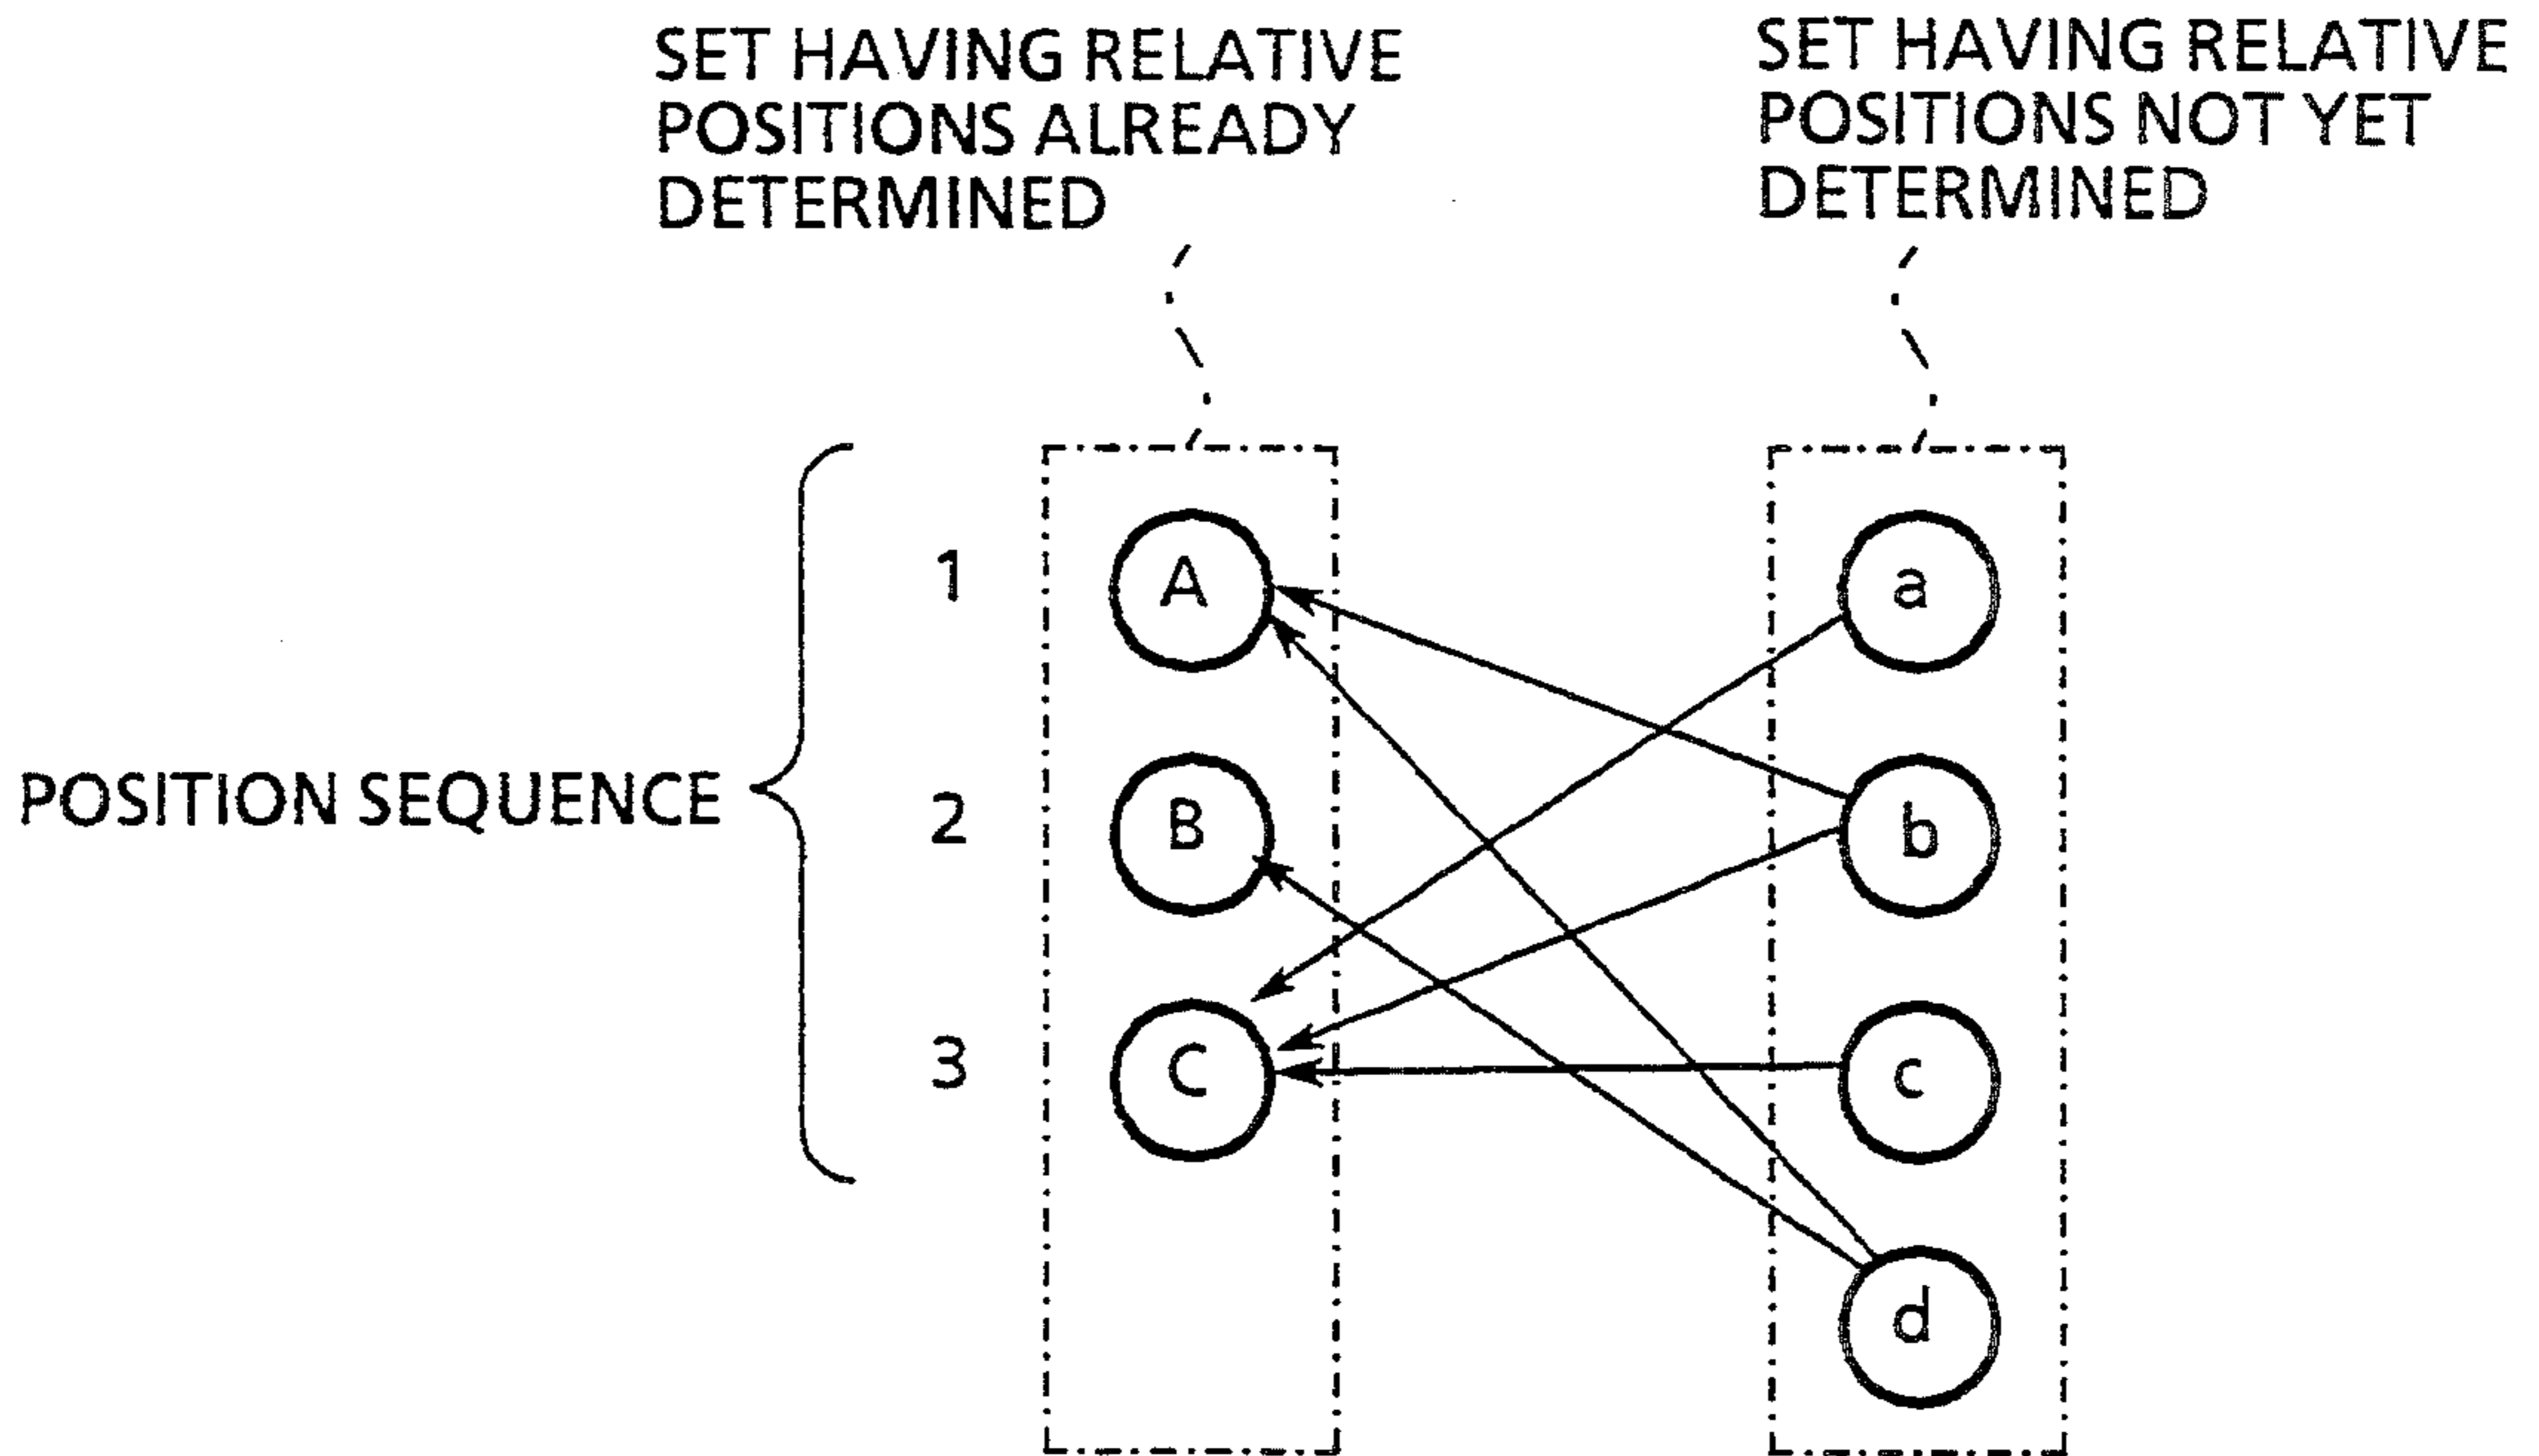 SET HAVING RELATIVE
POSITIONS ALREADY
DETERMINED
SET HAVING RELATIVE
POSITIONS NOT YET
DETERMINED
POSITION SEQUENCE
1
A
a
2
B
b
3
C
c
d